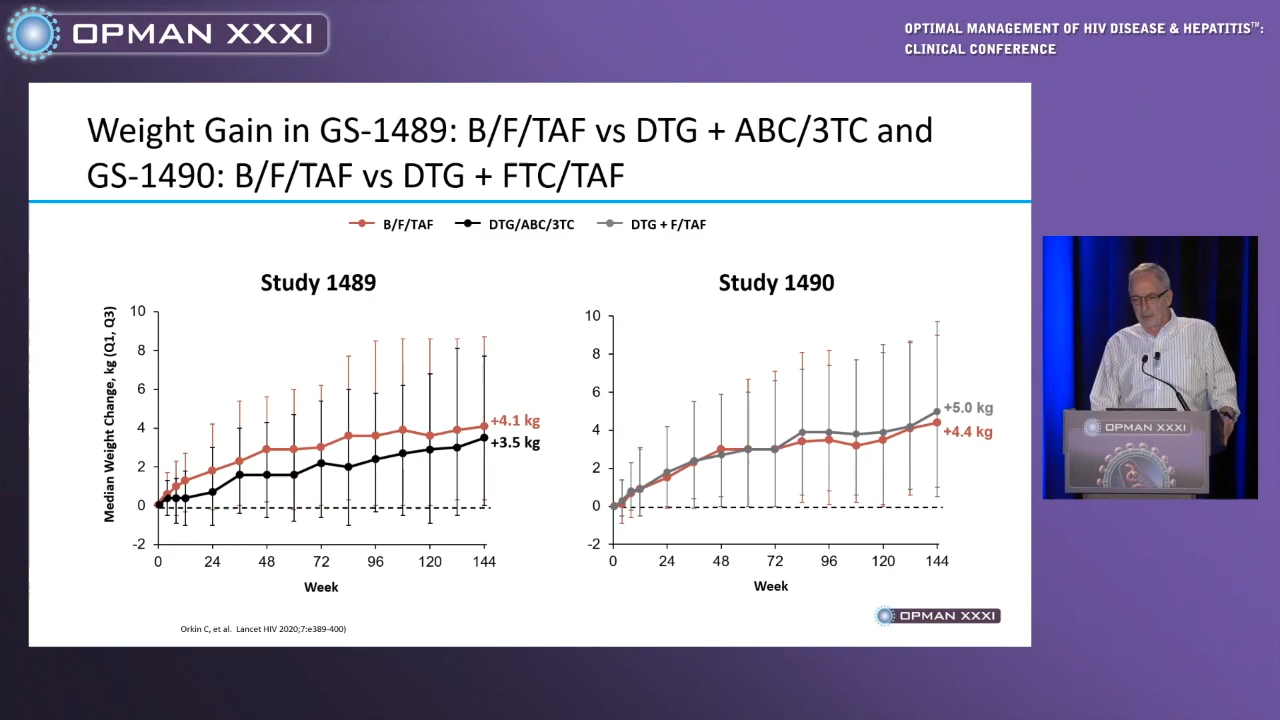 OPMAN XXXI
OPTIMAL MANAGEMENT OF HIV DISEASE & HEPATITIS™:
CLINICAL CONFERENCE
Weight Gain in GS-1489: B/F/TAF vs DTG + ABC/3TC and
GS-1490: B/F/TAF vs DTG + FTC/TAF
B/F/TAF
DTG/ABC/3TC
DTG + F/TAF
Study 1489
Median Weight Change, kg (Q1, Q3)
10
8
6
4
2
0
-2
+4.1 kg
+3.5 kg
0 24 48 72 96 120 144
Week
Study 1490
10
8
6
4
2
0
-2
+5.0 kg
+4.4 kg
0 24 48 72 96 120 144
Week
Orkin C, et al. Lancet HIV 2020;7:e389-400)
OPMAN XXXI
OPMAN XXXI